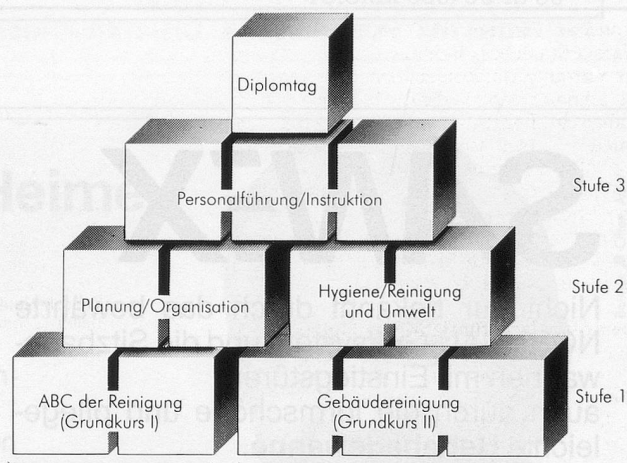 Diplomtag
Personalführung/Instruktion
Stufe 3
Planung/Organisation
Hygiene/Reinigung
und Umwelt
Stufe 2
ABC der Reinigung
(Grundkurs I)
Gebäudereinigung
(Grundkurs II)
Stufe 1